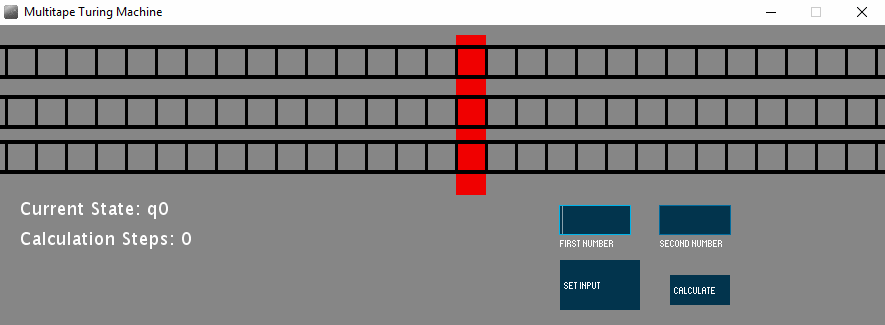 Multitape Turing Machine
Current State: q0
Calculation Steps: 0
FIRST NUMBER
SECOND NUMBER
SET INPUT
CALCULATE